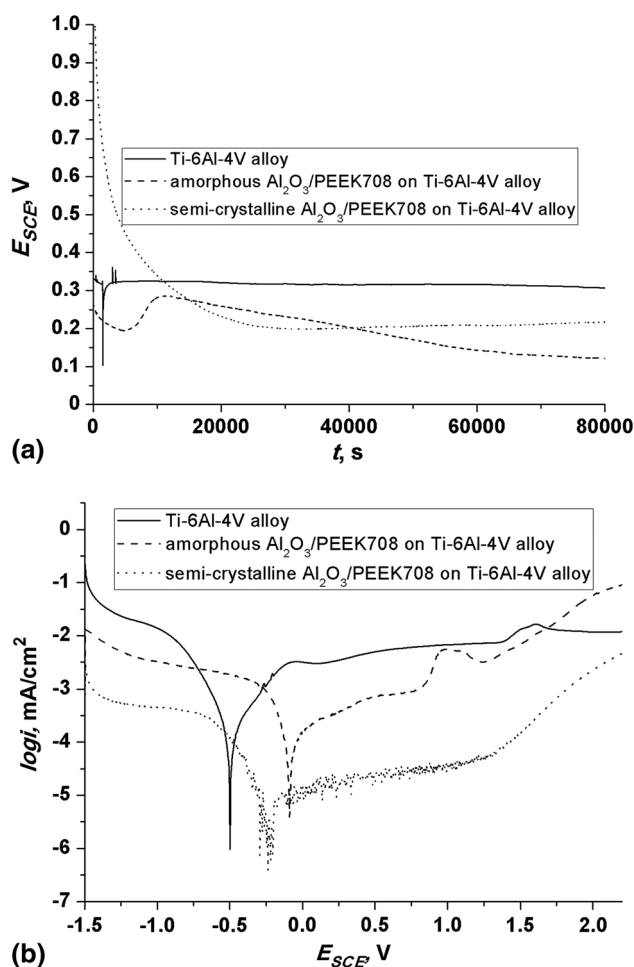 1.0
0.9
0.8
0.7
0.6
0.5
0.4
0.3
0.2
0.1
0
E_SCE, V
Ti-6Al-4V alloy
amorphous Al₂O₃/PEEK708 on Ti-6Al-4V alloy
semi-crystalline Al₂O₃/PEEK708 on Ti-6Al-4V alloy
0 20000 40000 60000 80000
t, s
(a)
Ti-6Al-4V alloy
amorphous Al₂O₃/PEEK708 on Ti-6Al-4V alloy
semi-crystalline Al₂O₃/PEEK708 on Ti-6Al-4V alloy
0
-1
-2
-3
-4
-5
-6
-7
logi, mA/cm²
-1.5 -1.0 -0.5 0.0 0.5 1.0 1.5 2.0
E_SCE, V
(b)